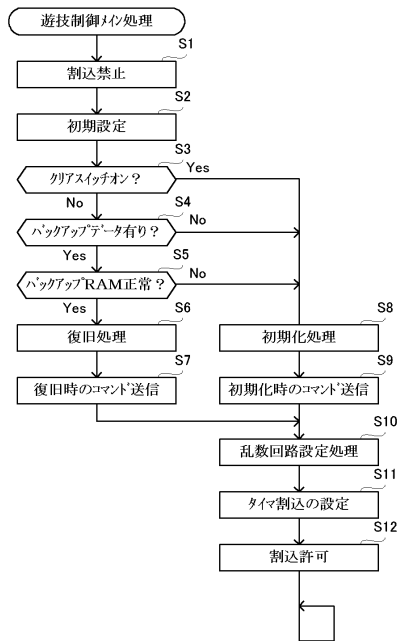 遊技制御メイン処理
S1
割込禁止
S2
初期設定
S3
クリアスイッチオン？
Yes
No
S4
バックアップデータ有り？
No
Yes
S5
バックアップRAM正常？
No
Yes
S6
復旧処理
S7
復旧時のコマンド送信
S8
初期化処理
S9
初期化時のコマンド送信
S10
乱数回路設定処理
S11
タイマ割込の設定
S12
割込許可